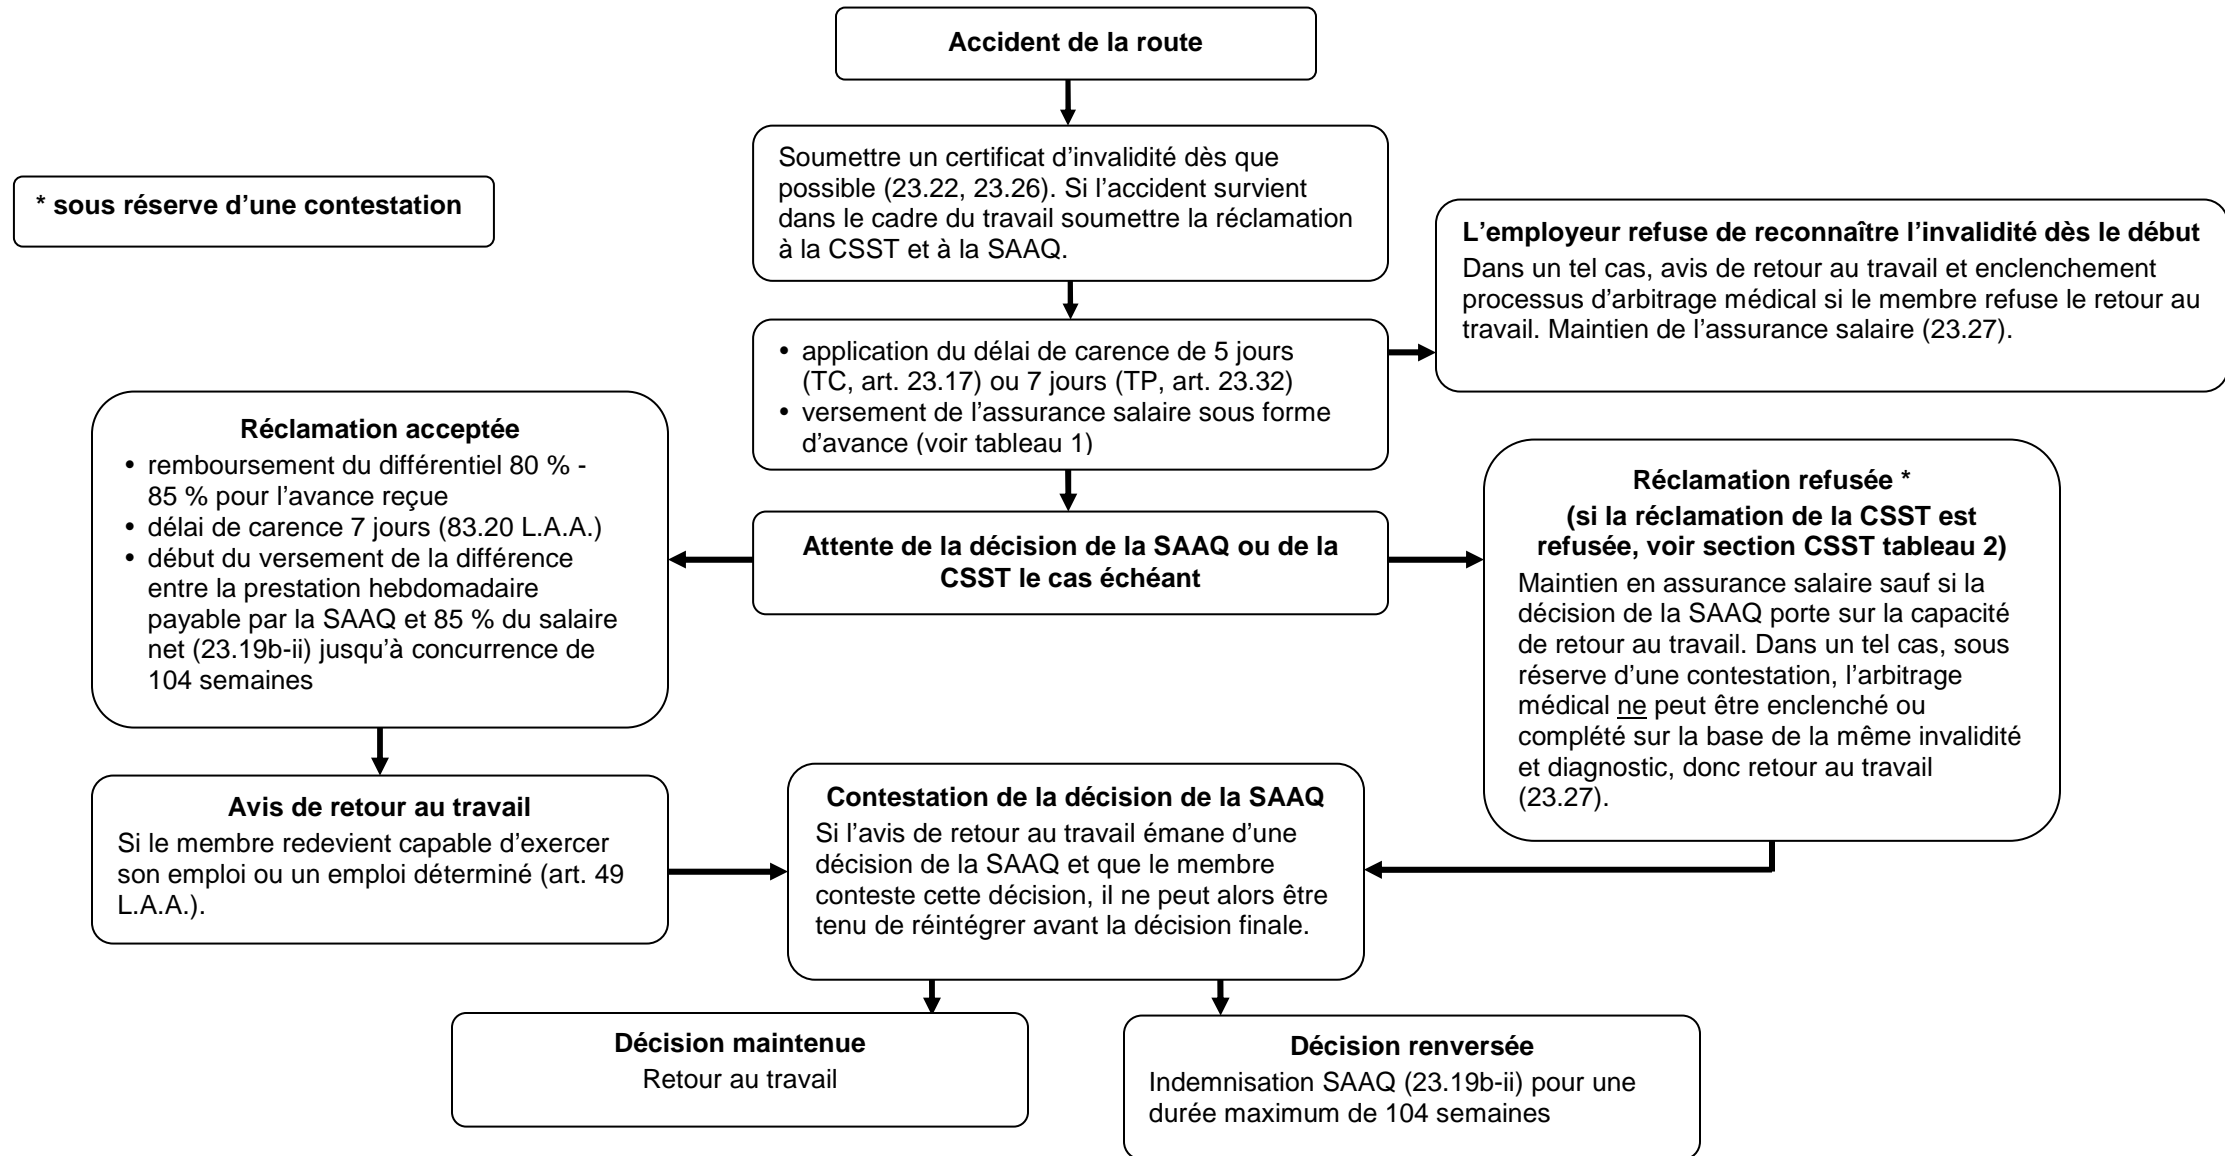 Accident de la route
Soumettre un certificat d’invalidité dès que
possible (23.22, 23.26). Si l’accident survient
dans le cadre du travail soumettre la réclamation
à la CSST et à la SAAQ.
* sous réserve d’une contestation
L’employeur refuse de reconnaître l’invalidité dès le début
Dans un tel cas, avis de retour au travail et enclenchement
processus d’arbitrage médical si le membre refuse le retour au
travail. Maintien de l’assurance salaire (23.27).
• application du délai de carence de 5 jours
(TC, art. 23.17) ou 7 jours (TP, art. 23.32)
• versement de l’assurance salaire sous forme
d’avance (voir tableau 1)
Réclamation acceptée
• remboursement du différentiel 80 % -
85 % pour l’avance reçue
• délai de carence 7 jours (83.20 L.A.A.)
• début du versement de la différence
entre la prestation hebdomadaire
payable par la SAAQ et 85 % du salaire
net (23.19b-ii) jusqu’à concurrence de
104 semaines
Attente de la décision de la SAAQ ou de la
CSST le cas échéant
Réclamation refusée *
(si la réclamation de la CSST est
refusée, voir section CSST tableau 2)
Maintien en assurance salaire sauf si la
décision de la SAAQ porte sur la capacité
de retour au travail. Dans un tel cas, sous
réserve d’une contestation, l’arbitrage
médical ne peut être enclenché ou
complété sur la base de la même invalidité
et diagnostic, donc retour au travail
(23.27).
Avis de retour au travail
Si le membre redevient capable d’exercer
son emploi ou un emploi déterminé (art. 49
L.A.A.).
Contestation de la décision de la SAAQ
Si l’avis de retour au travail émane d’une
décision de la SAAQ et que le membre
conteste cette décision, il ne peut alors être
tenu de réintégrer avant la décision finale.
Décision maintenue
Retour au travail
Décision renversée
Indemnisation SAAQ (23.19b-ii) pour une
durée maximum de 104 semaines